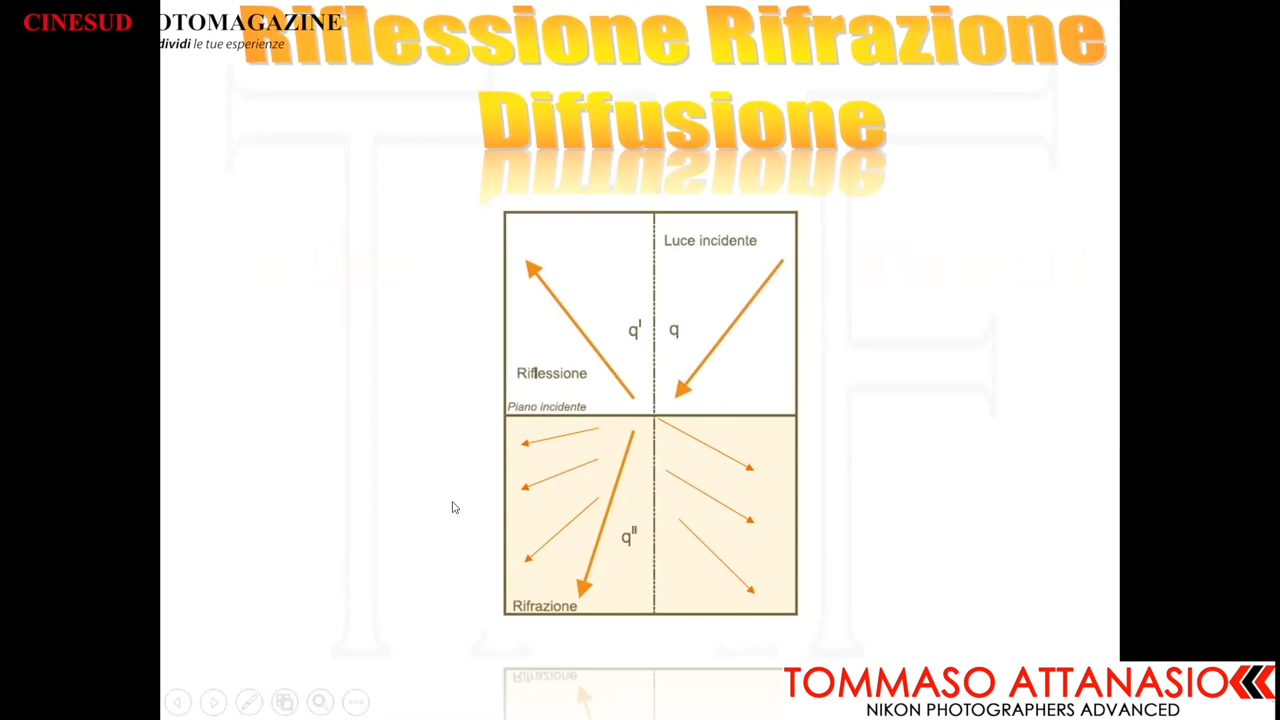 CINESUD OTOMAGAZINE
dividi le tue esperienze
Riflessione Rifrazione
Diffusione
Luce incidente
q' q
Riflessione
Piano incidente
q"
Rifrazione
Rifrazione
TOMMASO ATTANASIO
NIKON PHOTOGRAPHERS ADVANCED